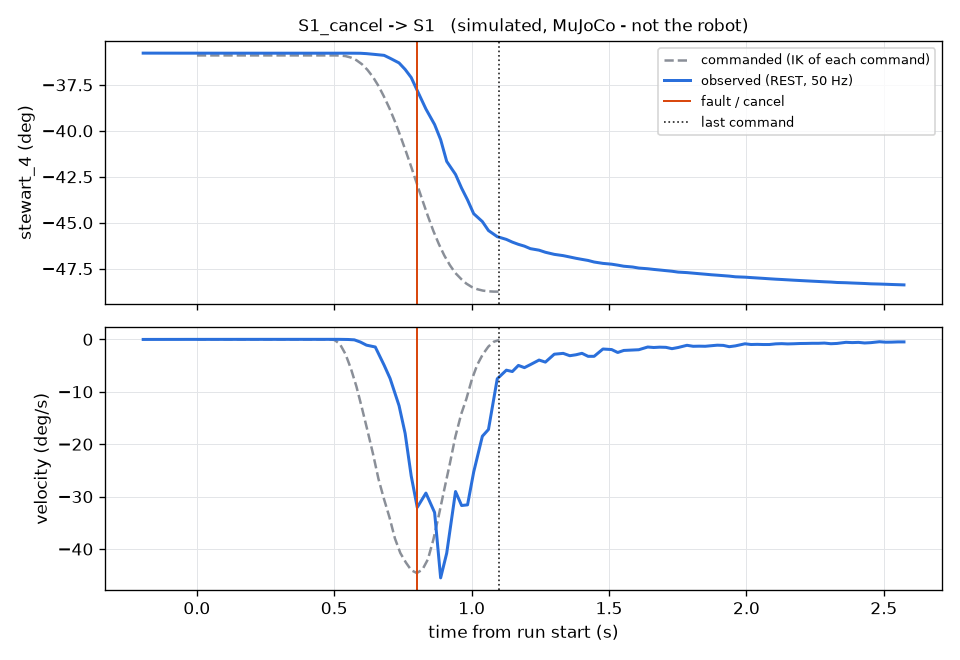 S1_cancel -> S1   (simulated, MuJoCo - not the robot)
commanded (IK of each command)
observed (REST, 50 Hz)
fault / cancel
last command
stewart_4 (deg)
−37.5
−40.0
−42.5
−45.0
−47.5
velocity (deg/s)
0
−10
−20
−30
−40
0.0 0.5 1.0 1.5 2.0 2.5
time from run start (s)